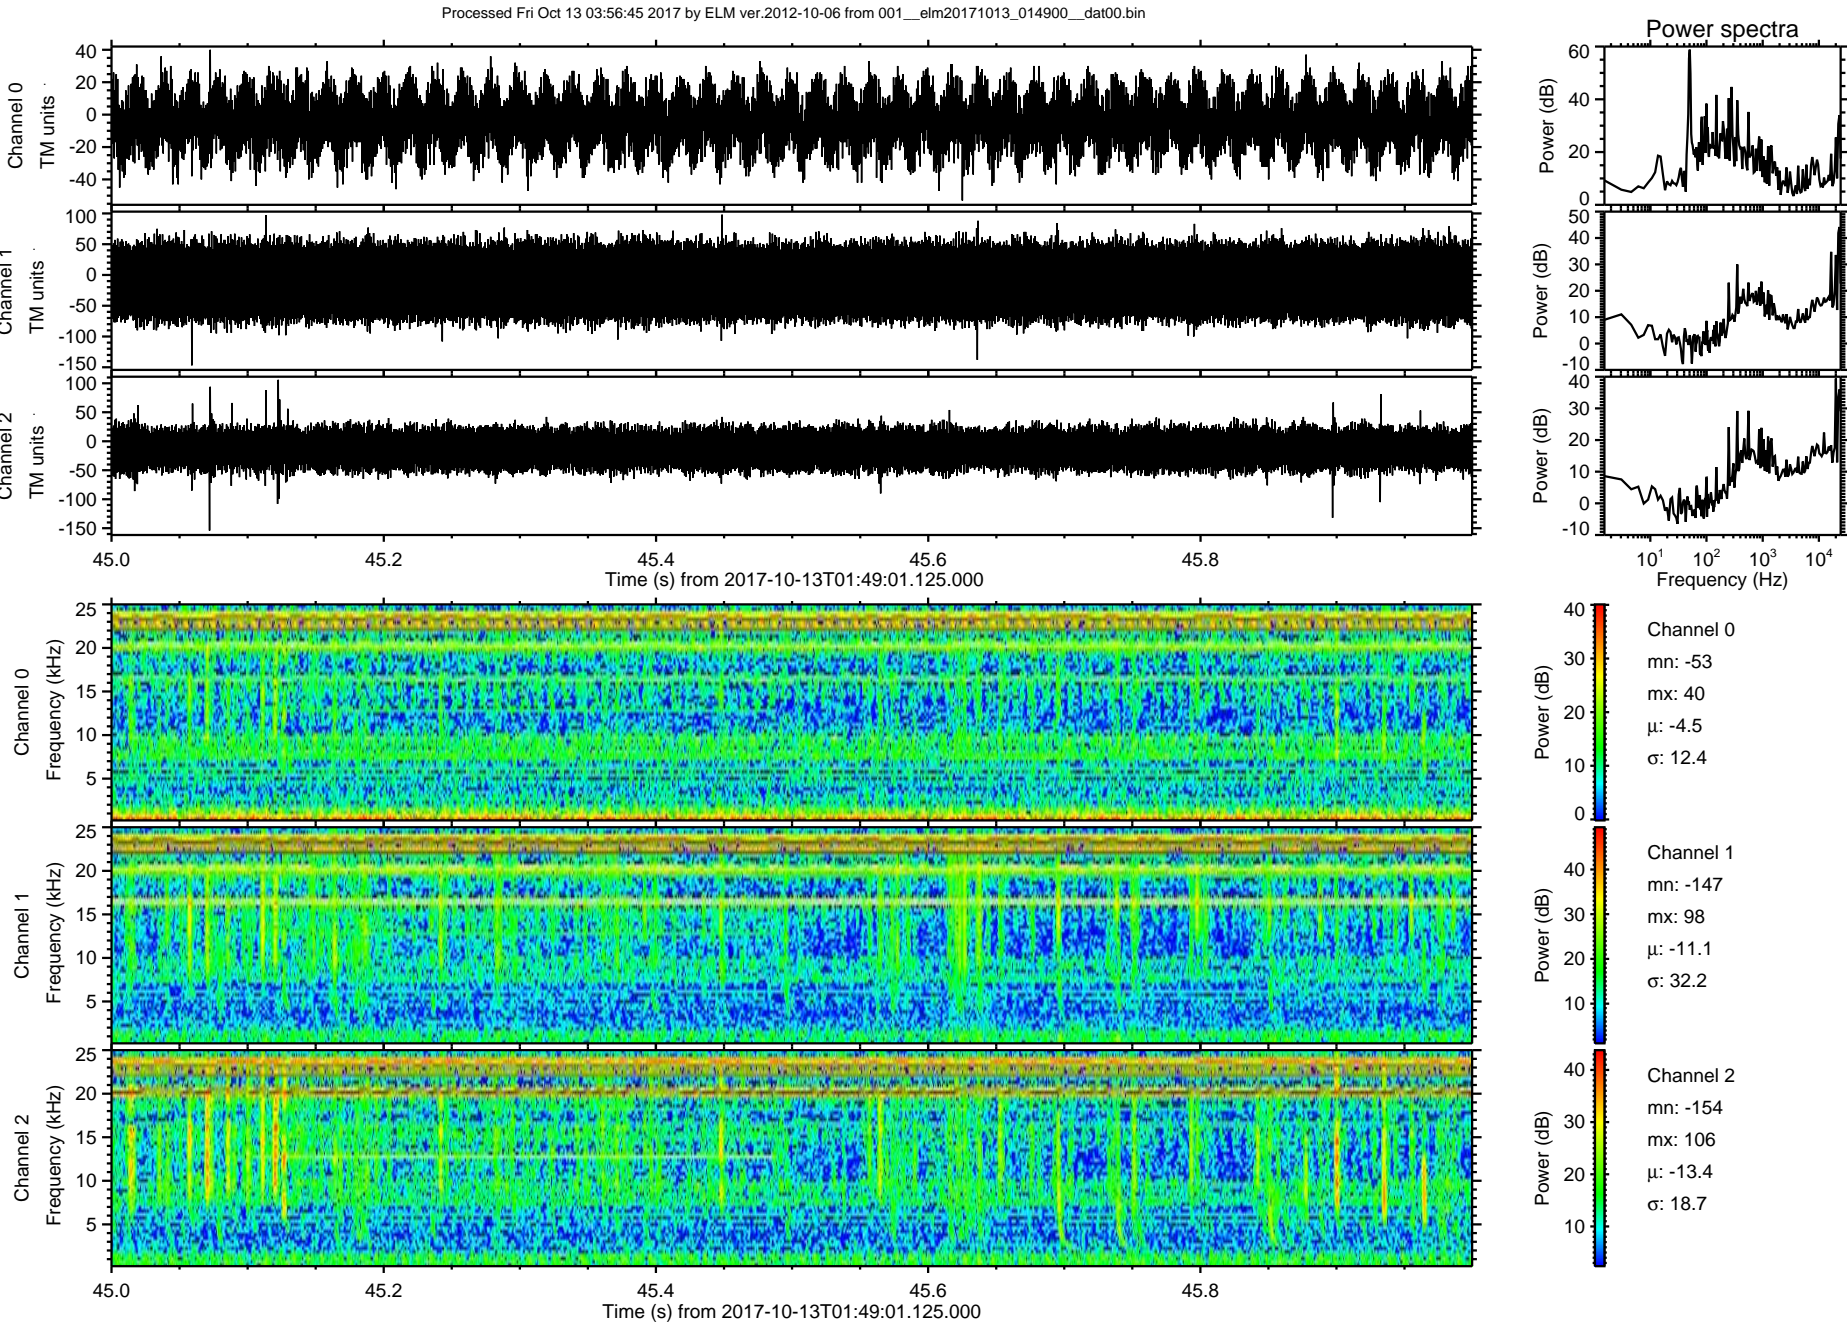 Processed Fri Oct 13 03:56:45 2017 by ELM ver.2012-10-06 from 001__elm20171013_014900__dat00.bin
Power spectra
Channel 0
TM units
40
20
0
-20
-40
Power (dB)
60
40
20
0
Channel 1
TM units
100
50
0
-50
-100
-150
Power (dB)
50
40
30
20
10
0
-10
Channel 2
TM units
100
50
0
-50
-100
-150
Power (dB)
40
30
20
10
0
-10
45.0 45.2 45.4 45.6 45.8
Time (s) from 2017-10-13T01:49:01.125.000
10¹ 10² 10³ 10⁴
Frequency (Hz)
Channel 0
Frequency (kHz)
25
20
15
10
5
Power (dB)
40
30
20
10
0
Channel 0
mn: -53
mx: 40
μ: -4.5
σ: 12.4
Channel 1
Frequency (kHz)
25
20
15
10
5
Power (dB)
40
30
20
10
Channel 1
mn: -147
mx: 98
μ: -11.1
σ: 32.2
Channel 2
Frequency (kHz)
25
20
15
10
5
Power (dB)
40
30
20
10
Channel 2
mn: -154
mx: 106
μ: -13.4
σ: 18.7
45.0 45.2 45.4 45.6 45.8
Time (s) from 2017-10-13T01:49:01.125.000